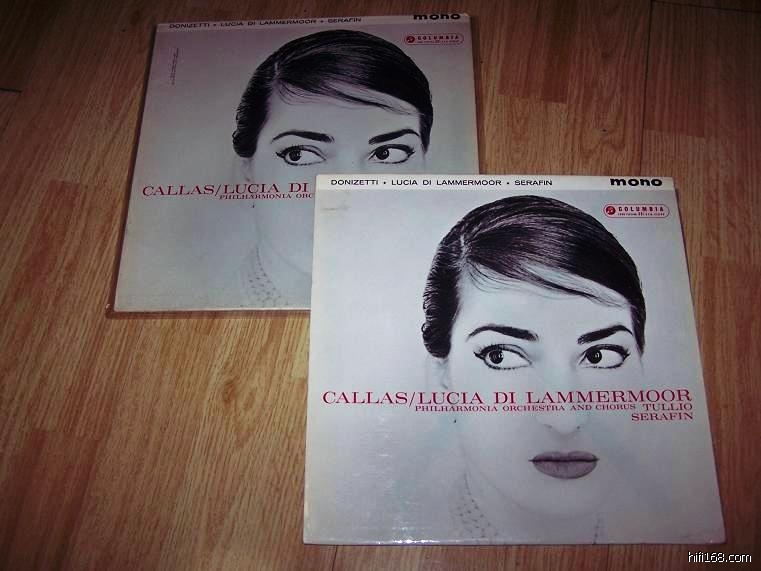 DONIZETTI • LUCIA DI LAMMERMOOR • SERAFIN
mono
COLUMBIA
CALLAS/LUCIA DI
PHILHARMONIA ORC
DONIZETTI • LUCIA DI LAMMERMOOR • SERAFIN
mono
COLUMBIA
CALLAS/LUCIA DI LAMMERMOOR
PHILHARMONIA ORCHESTRA AND CHORUS TULLIO
SERAFIN
hifi168.com